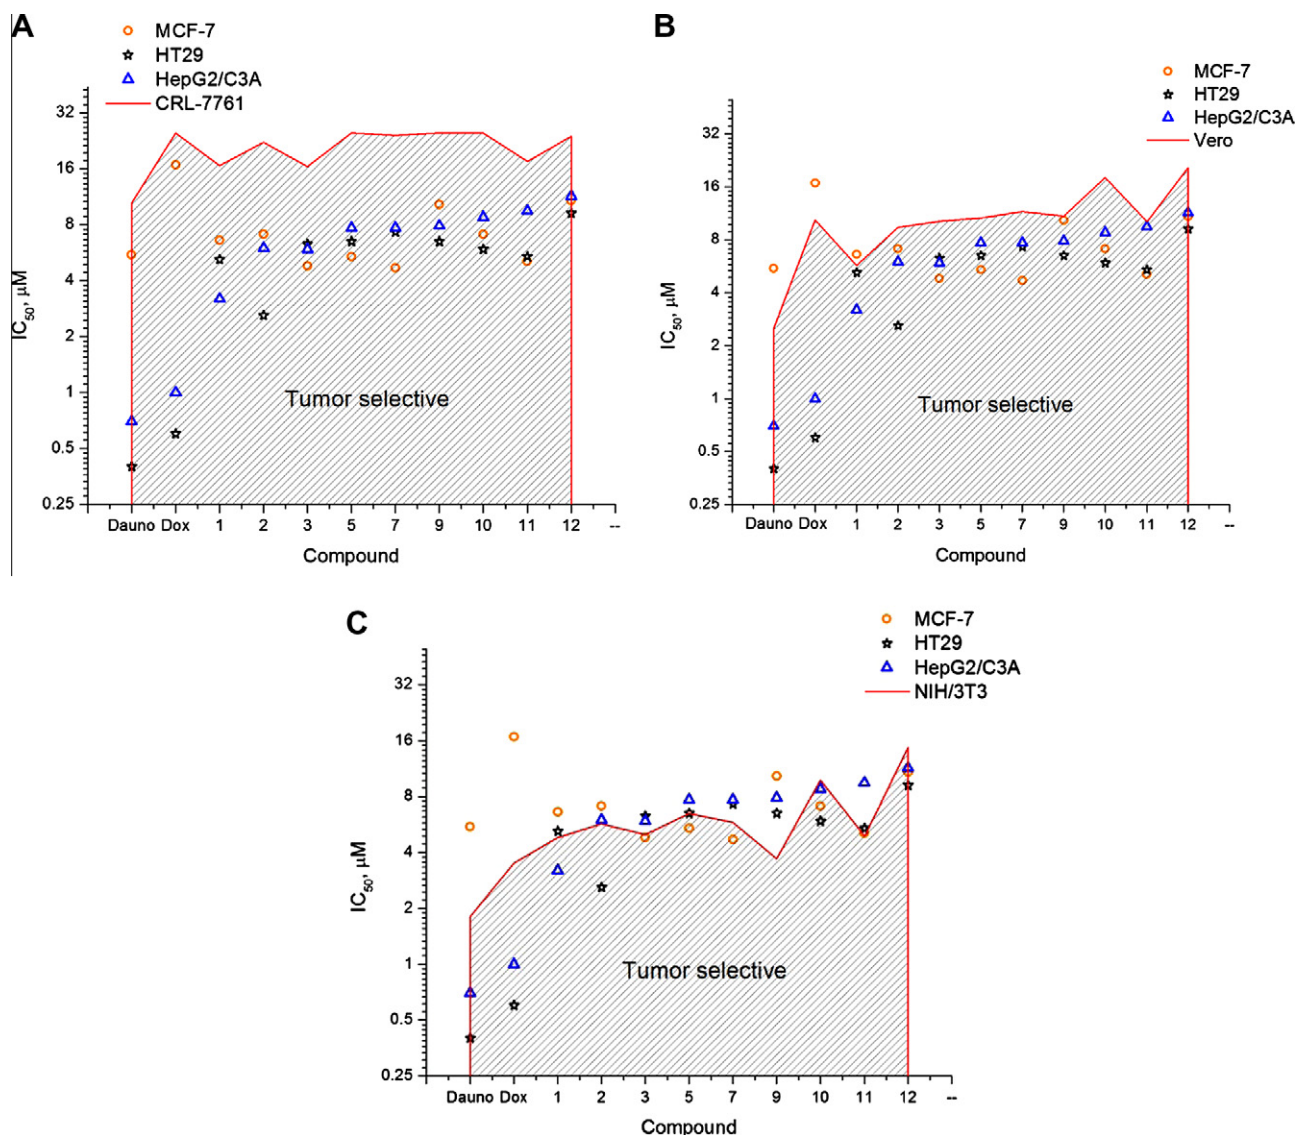 A
MCF-7
HT29
HepG2/C3A
CRL-7761
32
16
8
4
2
1
0.5
0.25
IC50, μM
Tumor selective
Dauno Dox 1 2 3 5 7 9 10 11 12 --
Compound
B
MCF-7
HT29
HepG2/C3A
Vero
32
16
8
4
2
1
0.5
0.25
IC50, μM
Tumor selective
Dauno Dox 1 2 3 5 7 9 10 11 12 --
Compound
C
MCF-7
HT29
HepG2/C3A
NIH/3T3
32
16
8
4
2
1
0.5
0.25
IC50, μM
Tumor selective
Dauno Dox 1 2 3 5 7 9 10 11 12 --
Compound